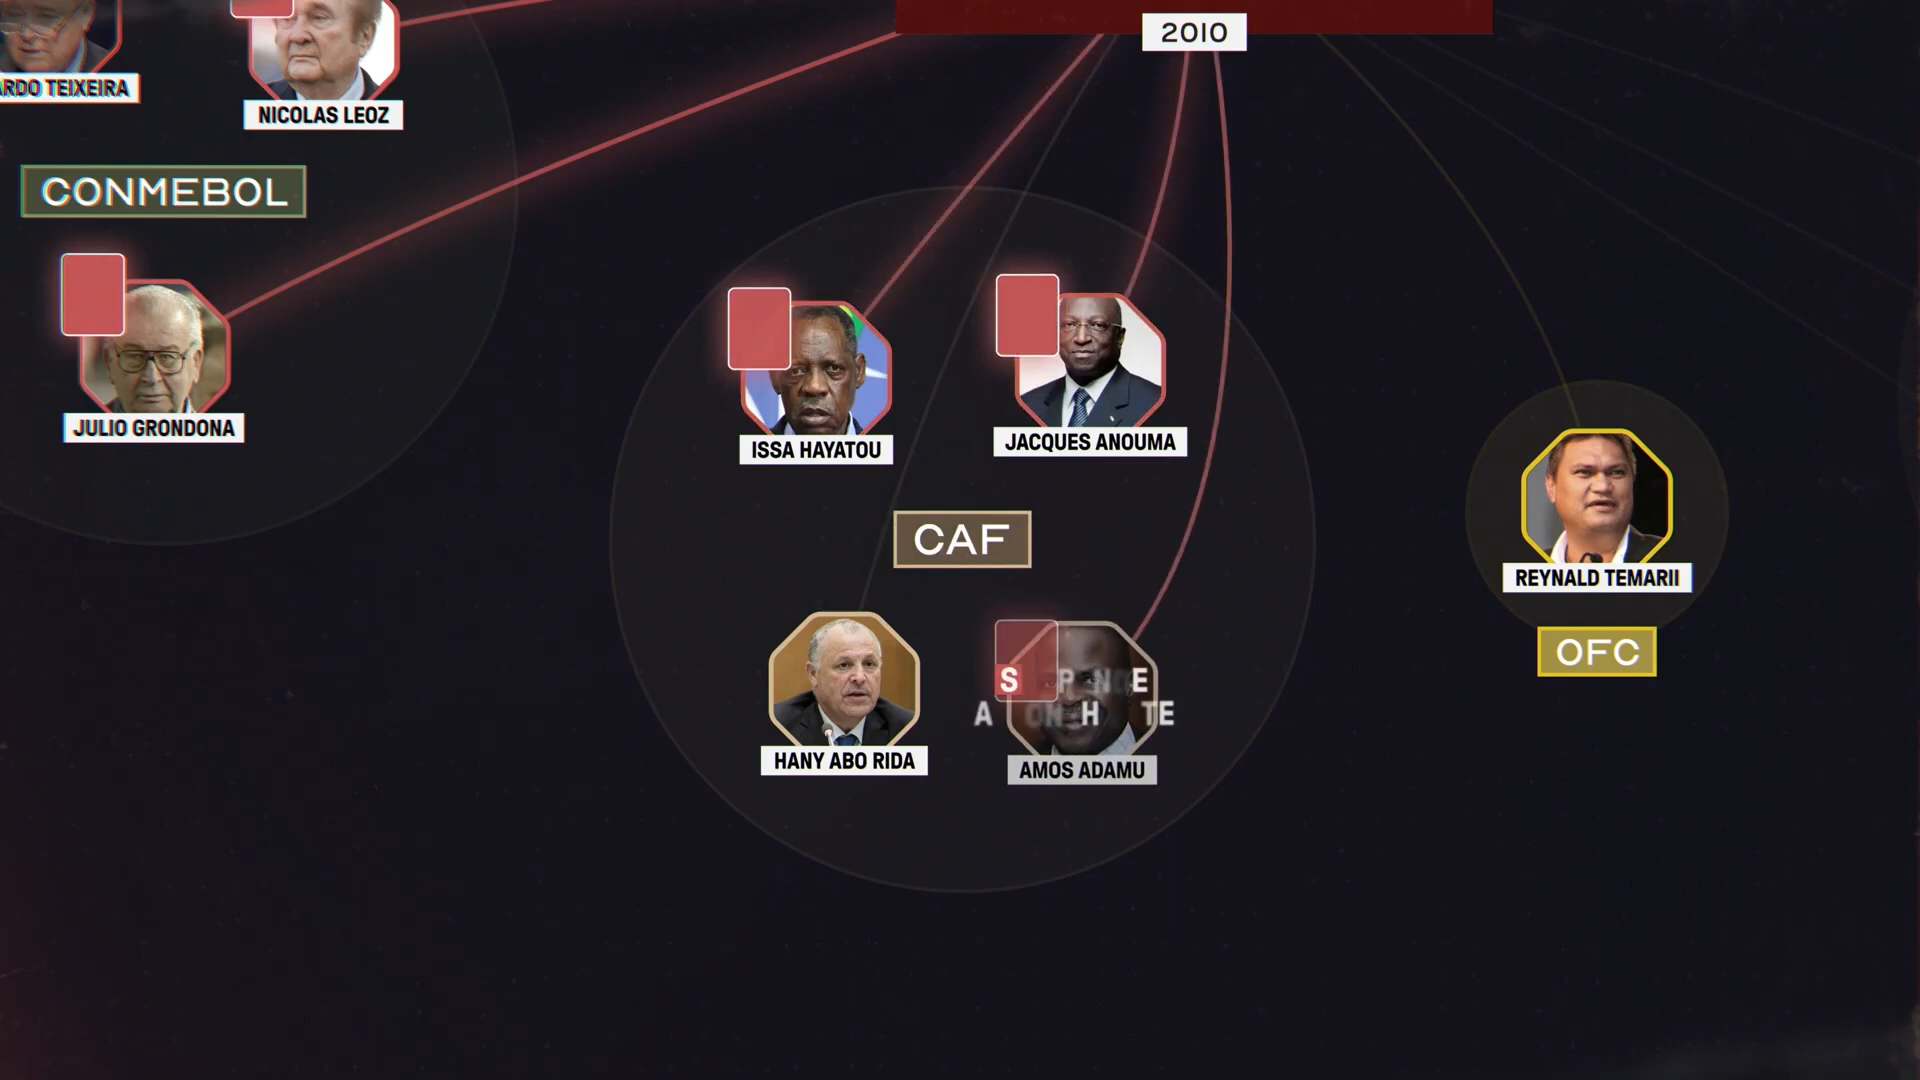 2010
ARDO TEIXEIRA
NICOLAS LEOZ
CONMEBOL
JULIO GRONDONA
ISSA HAYATOU
JACQUES ANOUMA
CAF
REYNALD TEMARII
OFC
HANY ABO RIDA
AMOS ADAMU